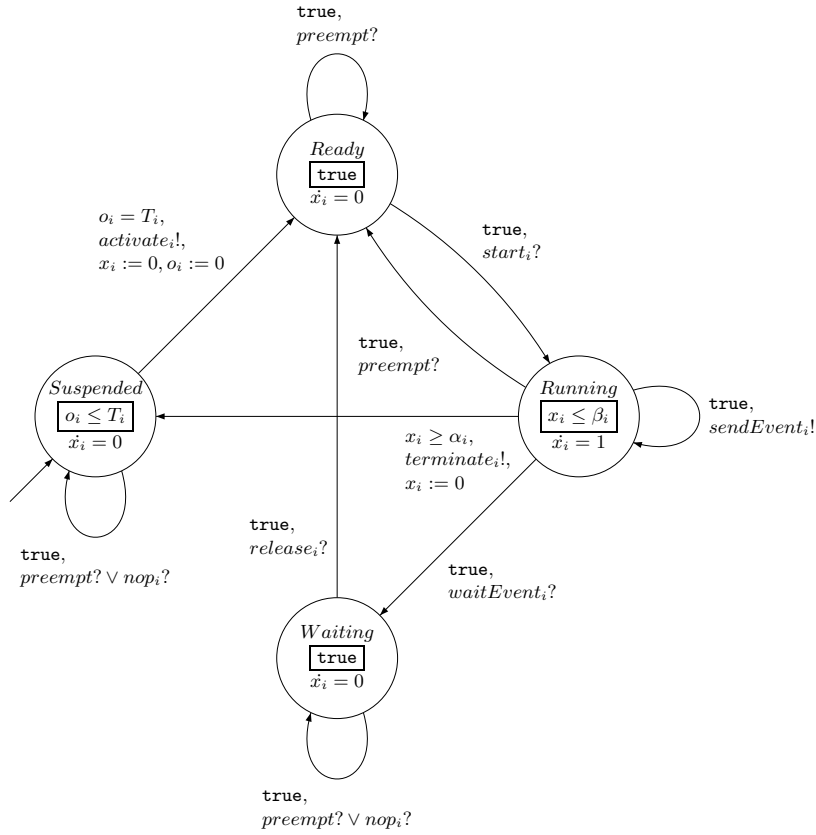 true,
preempt?
Ready
true
ẋᵢ = 0
oᵢ = Tᵢ,
activateᵢ!,
xᵢ := 0, oᵢ := 0
true,
startᵢ?
true,
preempt?
Suspended
oᵢ ≤ Tᵢ
ẋᵢ = 0
Running
xᵢ ≤ βᵢ
ẋᵢ = 1
true,
sendEventᵢ!
xᵢ ≥ αᵢ,
terminateᵢ!,
xᵢ := 0
true,
releaseᵢ?
true,
preempt? ∨ nopᵢ?
true,
waitEventᵢ?
Waiting
true
ẋᵢ = 0
true,
preempt? ∨ nopᵢ?